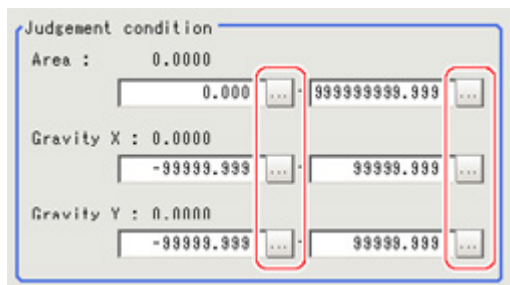 Judgement condition
Area : 0.0000
0.000 ... - 999999999.999 ...
Gravity X : 0.0000
-99999.999 ... - 99999.999 ...
Gravity Y : 0.0000
-99999.999 ... - 99999.999 ...